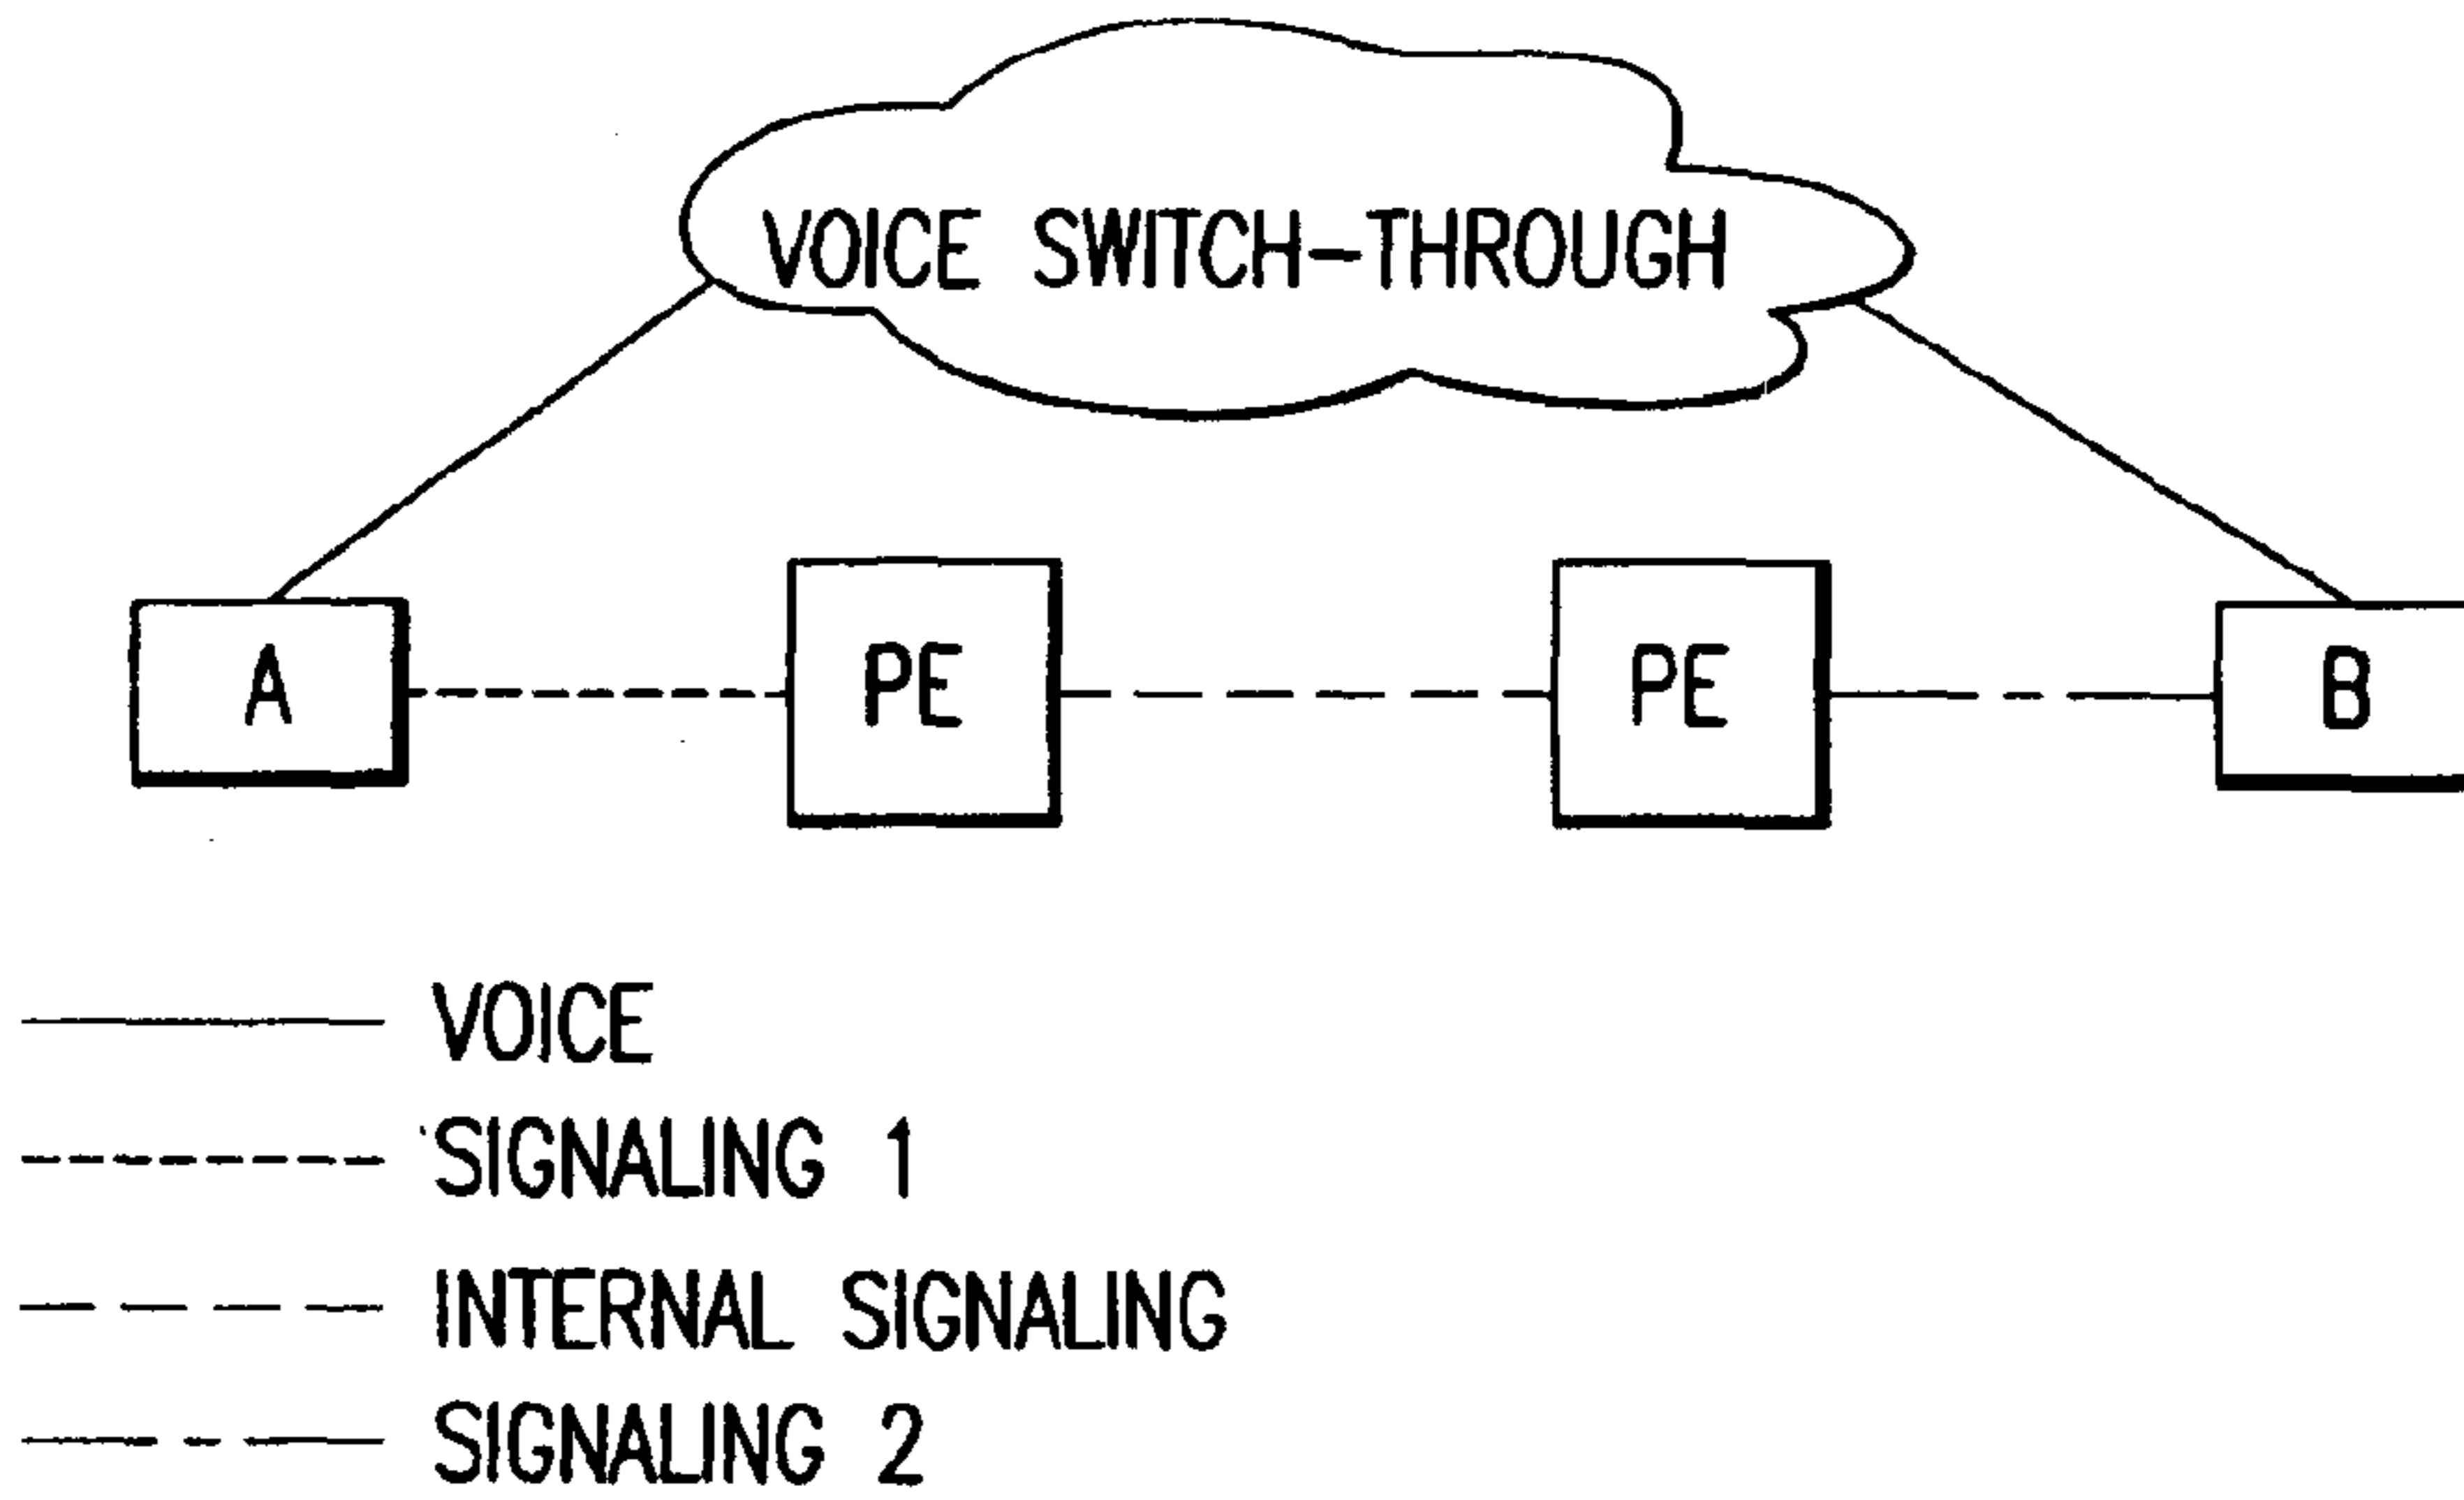 VOICE SWITCH-THROUGH
A
PE
PE
B
VOICE
SIGNALING 1
INTERNAL SIGNALING
SIGNALING 2